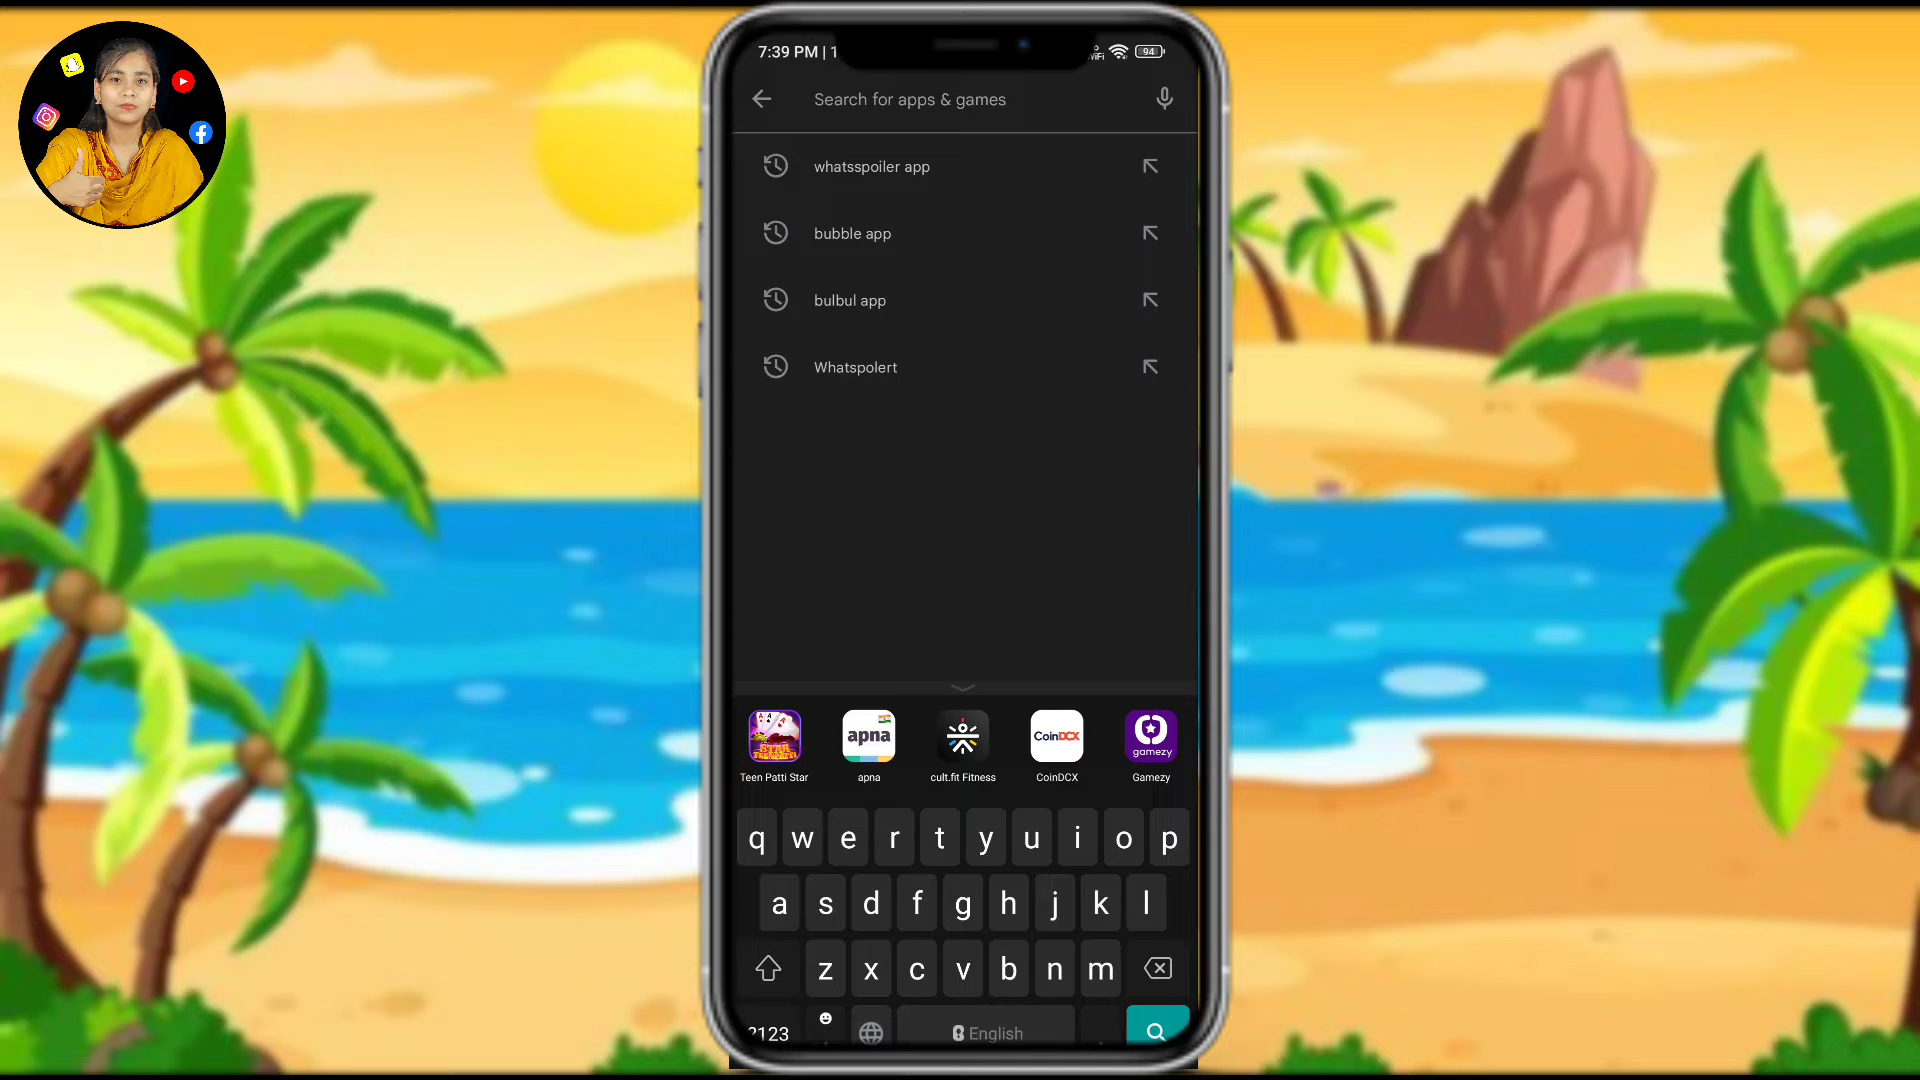 7:39 PM | 1
WiFi
94
Search for apps & games
whatsspoiler app
bubble app
bulbul app
Whatspolert
apna
CoinDCX
gamezy
Teen Patti Star
apna
cult.fit Fitness
CoinDCX
Gamezy
q w e r t y u i o p
a s d f g h j k l
z x c v b n m
?123
English